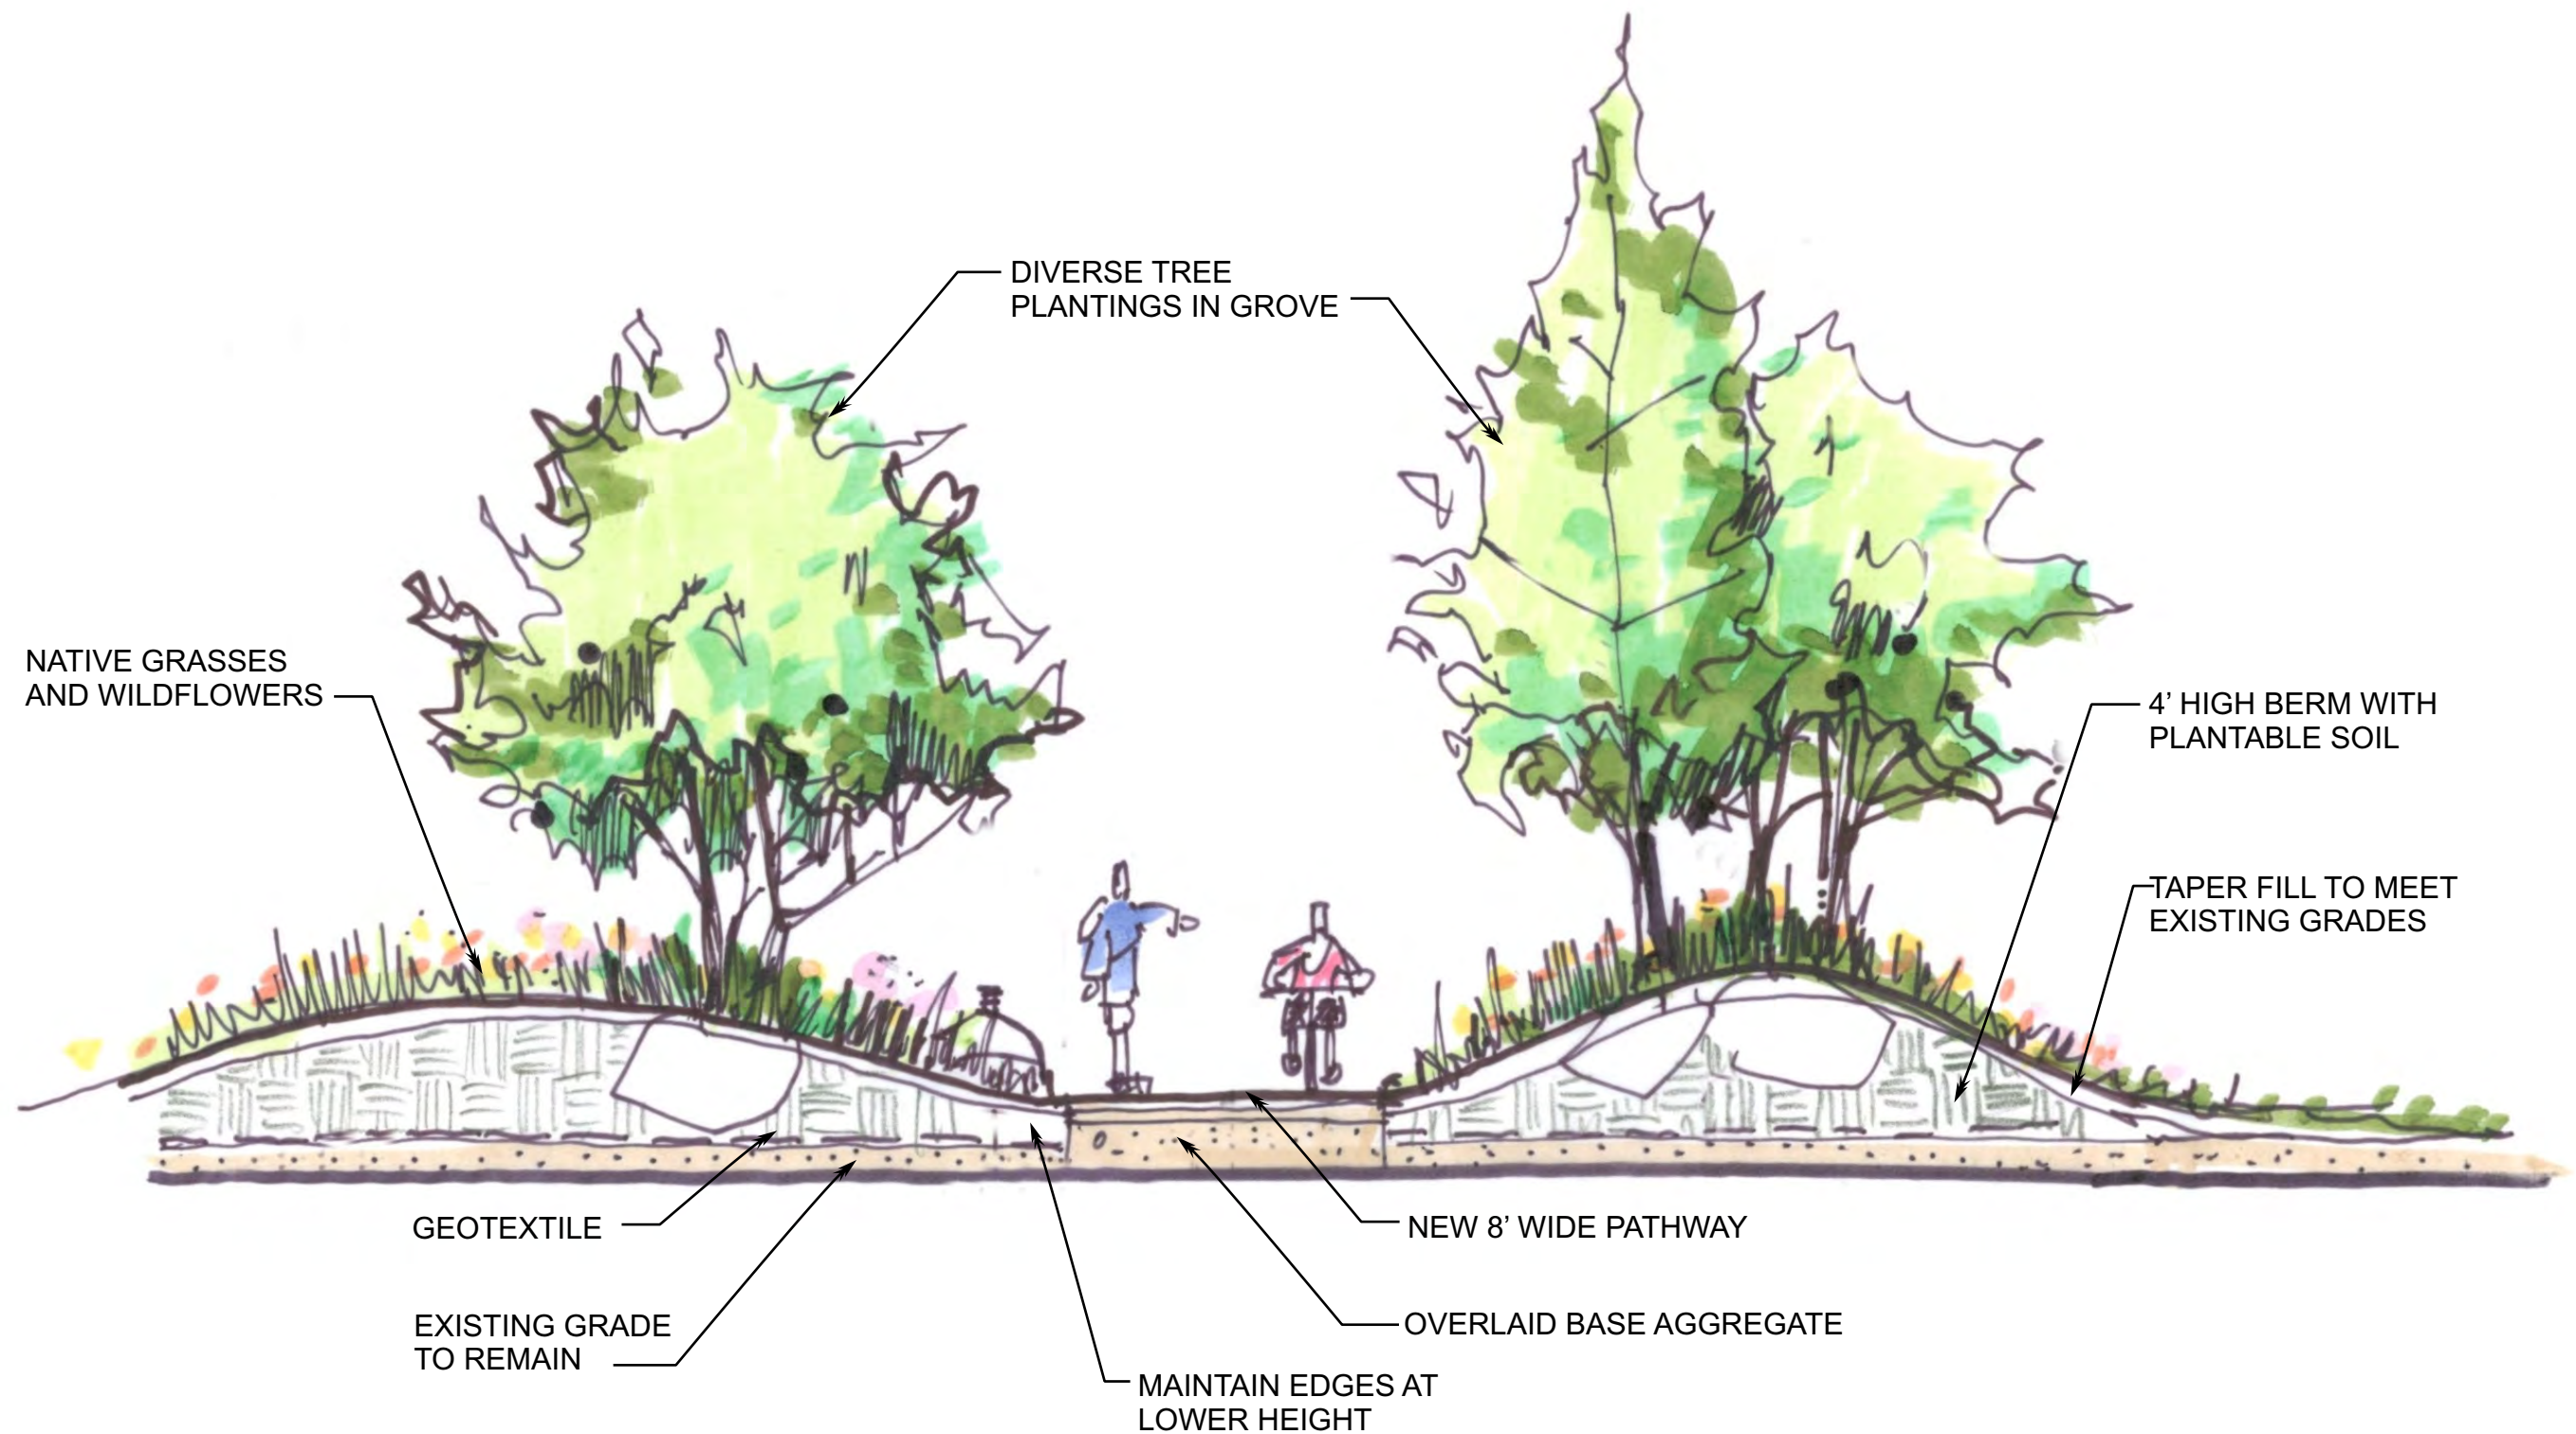 DIVERSE TREE
PLANTINGS IN GROVE
NATIVE GRASSES
AND WILDFLOWERS
4’ HIGH BERM WITH
PLANTABLE SOIL
TAPER FILL TO MEET
EXISTING GRADES
GEOTEXTILE
NEW 8’ WIDE PATHWAY
EXISTING GRADE
TO REMAIN
OVERLAID BASE AGGREGATE
MAINTAIN EDGES AT
LOWER HEIGHT